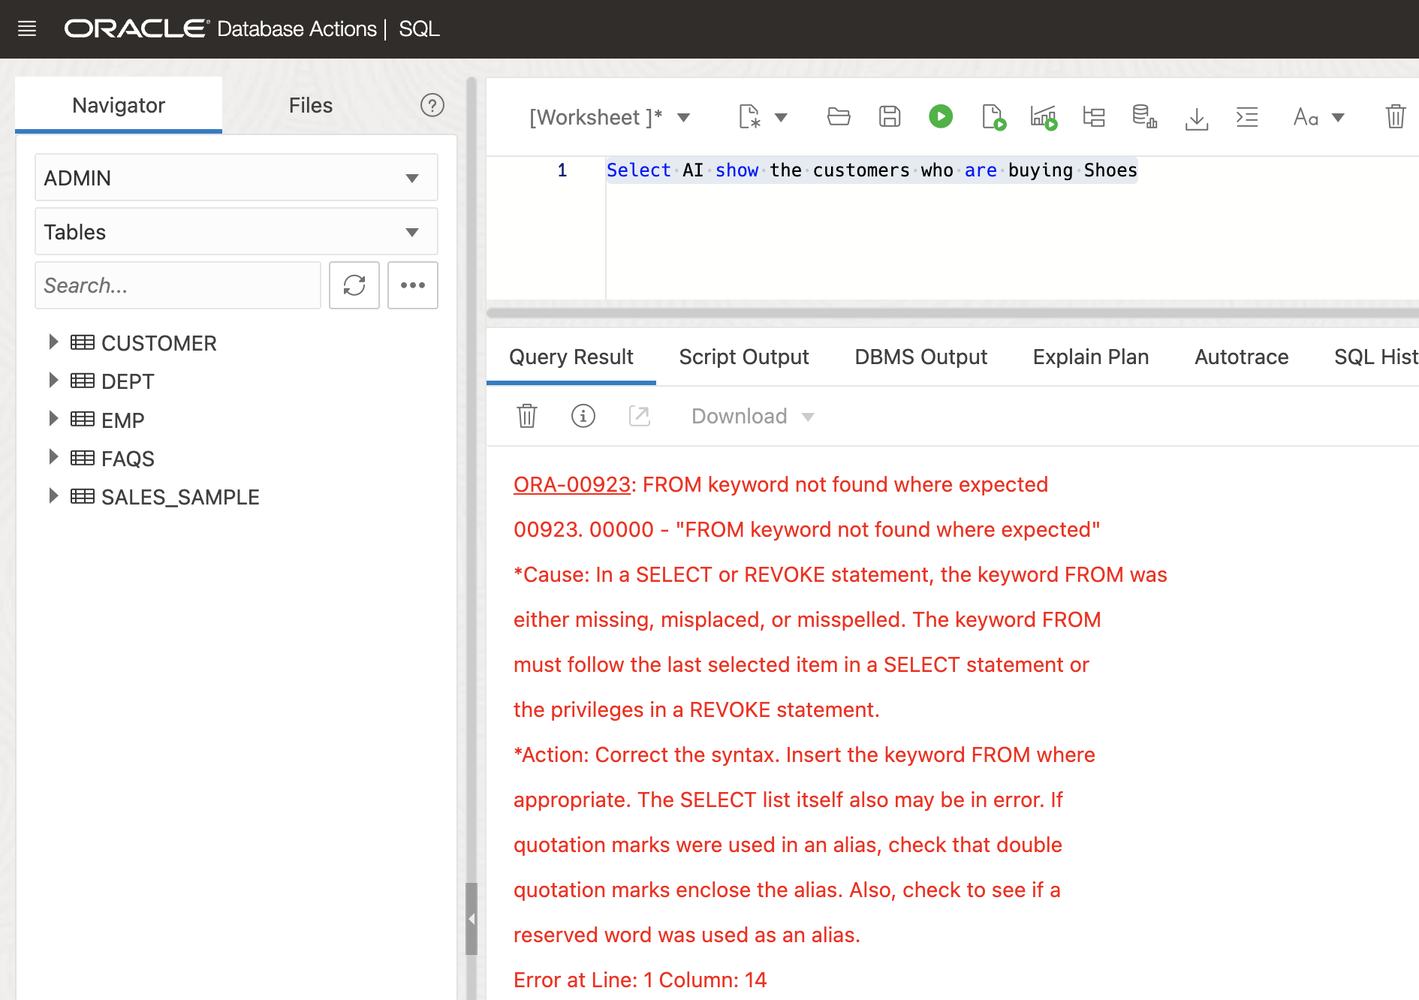 ORACLE Database Actions | SQL
Navigator
Files
?
ADMIN
Tables
Search...
CUSTOMER
DEPT
EMP
FAQS
SALES_SAMPLE
[Worksheet ]*
Aa
1 Select AI show the customers who are buying Shoes
Query Result
Script Output
DBMS Output
Explain Plan
Autotrace
SQL Hist
Download
ORA-00923: FROM keyword not found where expected
00923. 00000 - "FROM keyword not found where expected"
*Cause: In a SELECT or REVOKE statement, the keyword FROM was
either missing, misplaced, or misspelled. The keyword FROM
must follow the last selected item in a SELECT statement or
the privileges in a REVOKE statement.
*Action: Correct the syntax. Insert the keyword FROM where
appropriate. The SELECT list itself also may be in error. If
quotation marks were used in an alias, check that double
quotation marks enclose the alias. Also, check to see if a
reserved word was used as an alias.
Error at Line: 1 Column: 14